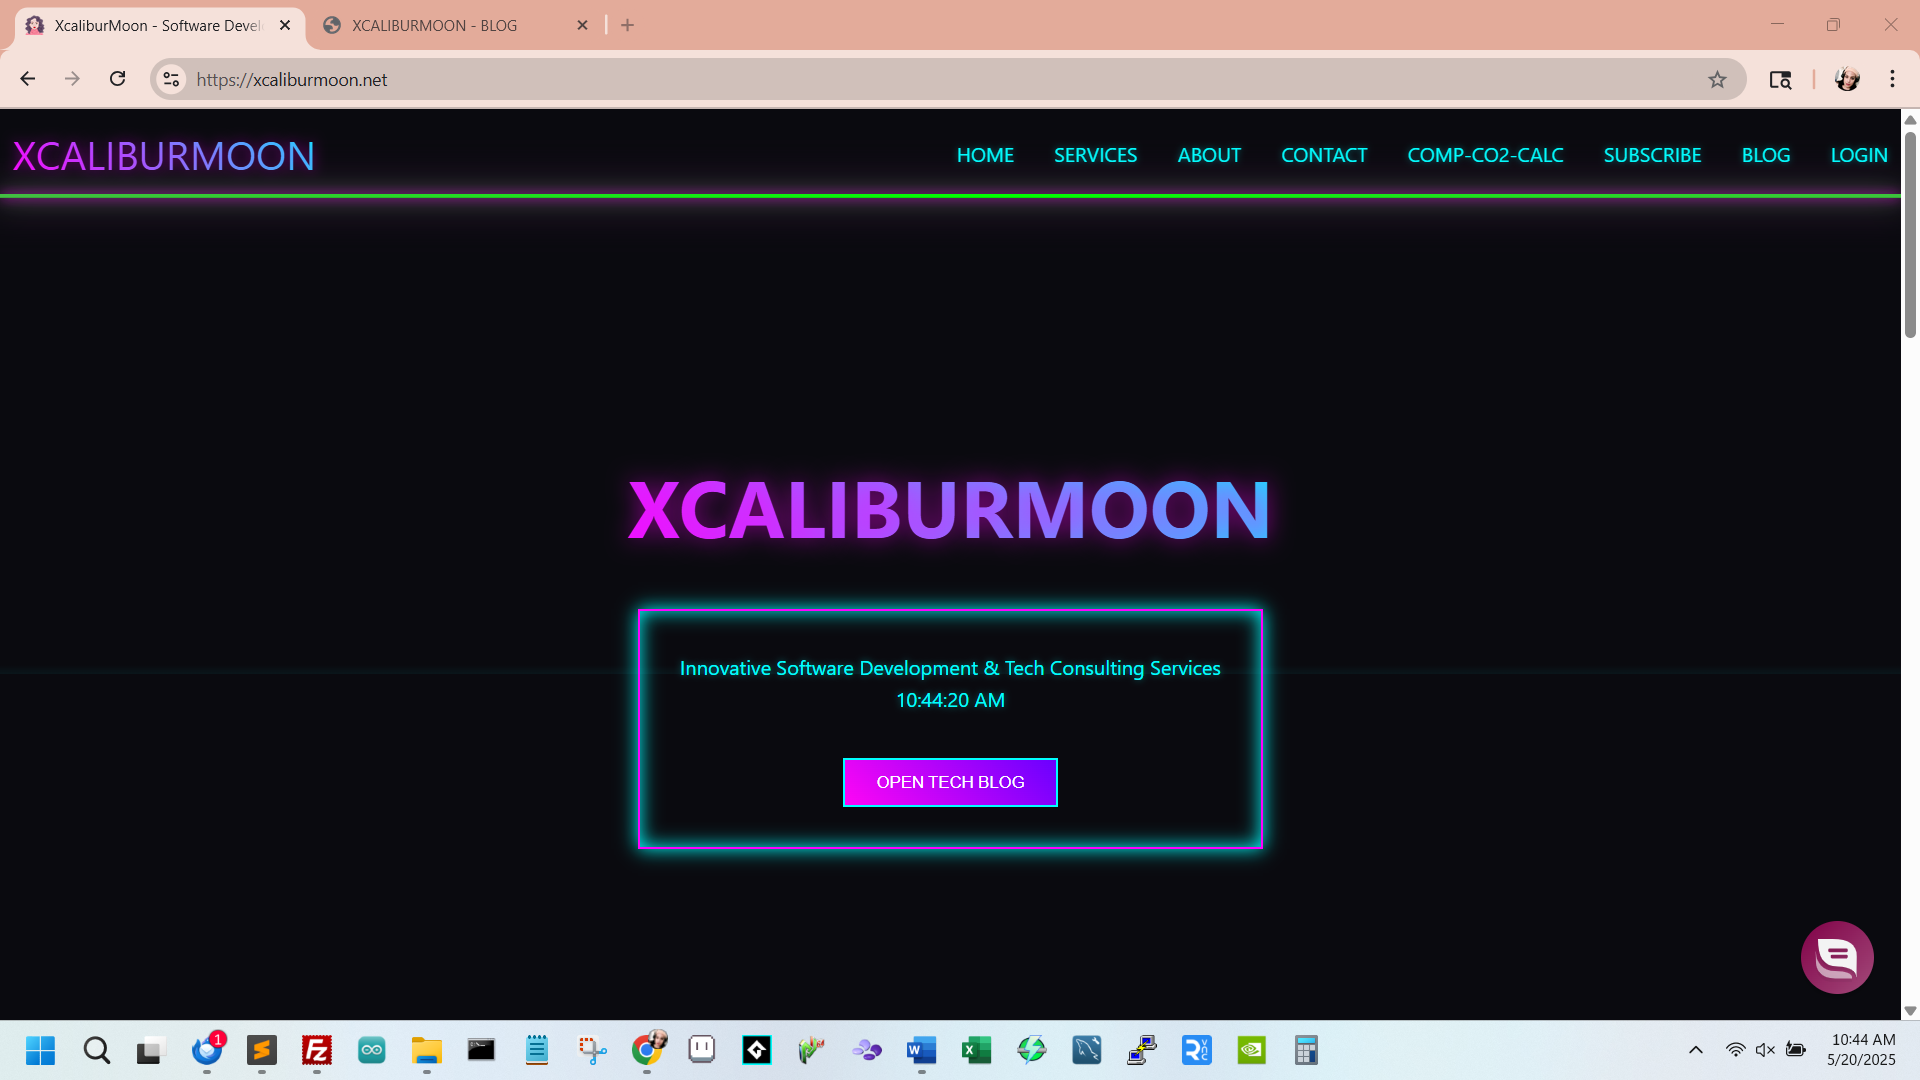 XcaliburMoon - Software Devel
XCALIBURMOON - BLOG
https://xcaliburmoon.net
XCALIBURMOON
HOME SERVICES ABOUT CONTACT COMP-CO2-CALC SUBSCRIBE BLOG LOGIN
XCALIBURMOON
Innovative Software Development & Tech Consulting Services
10:44:20 AM
OPEN TECH BLOG
1
10:44 AM
5/20/2025